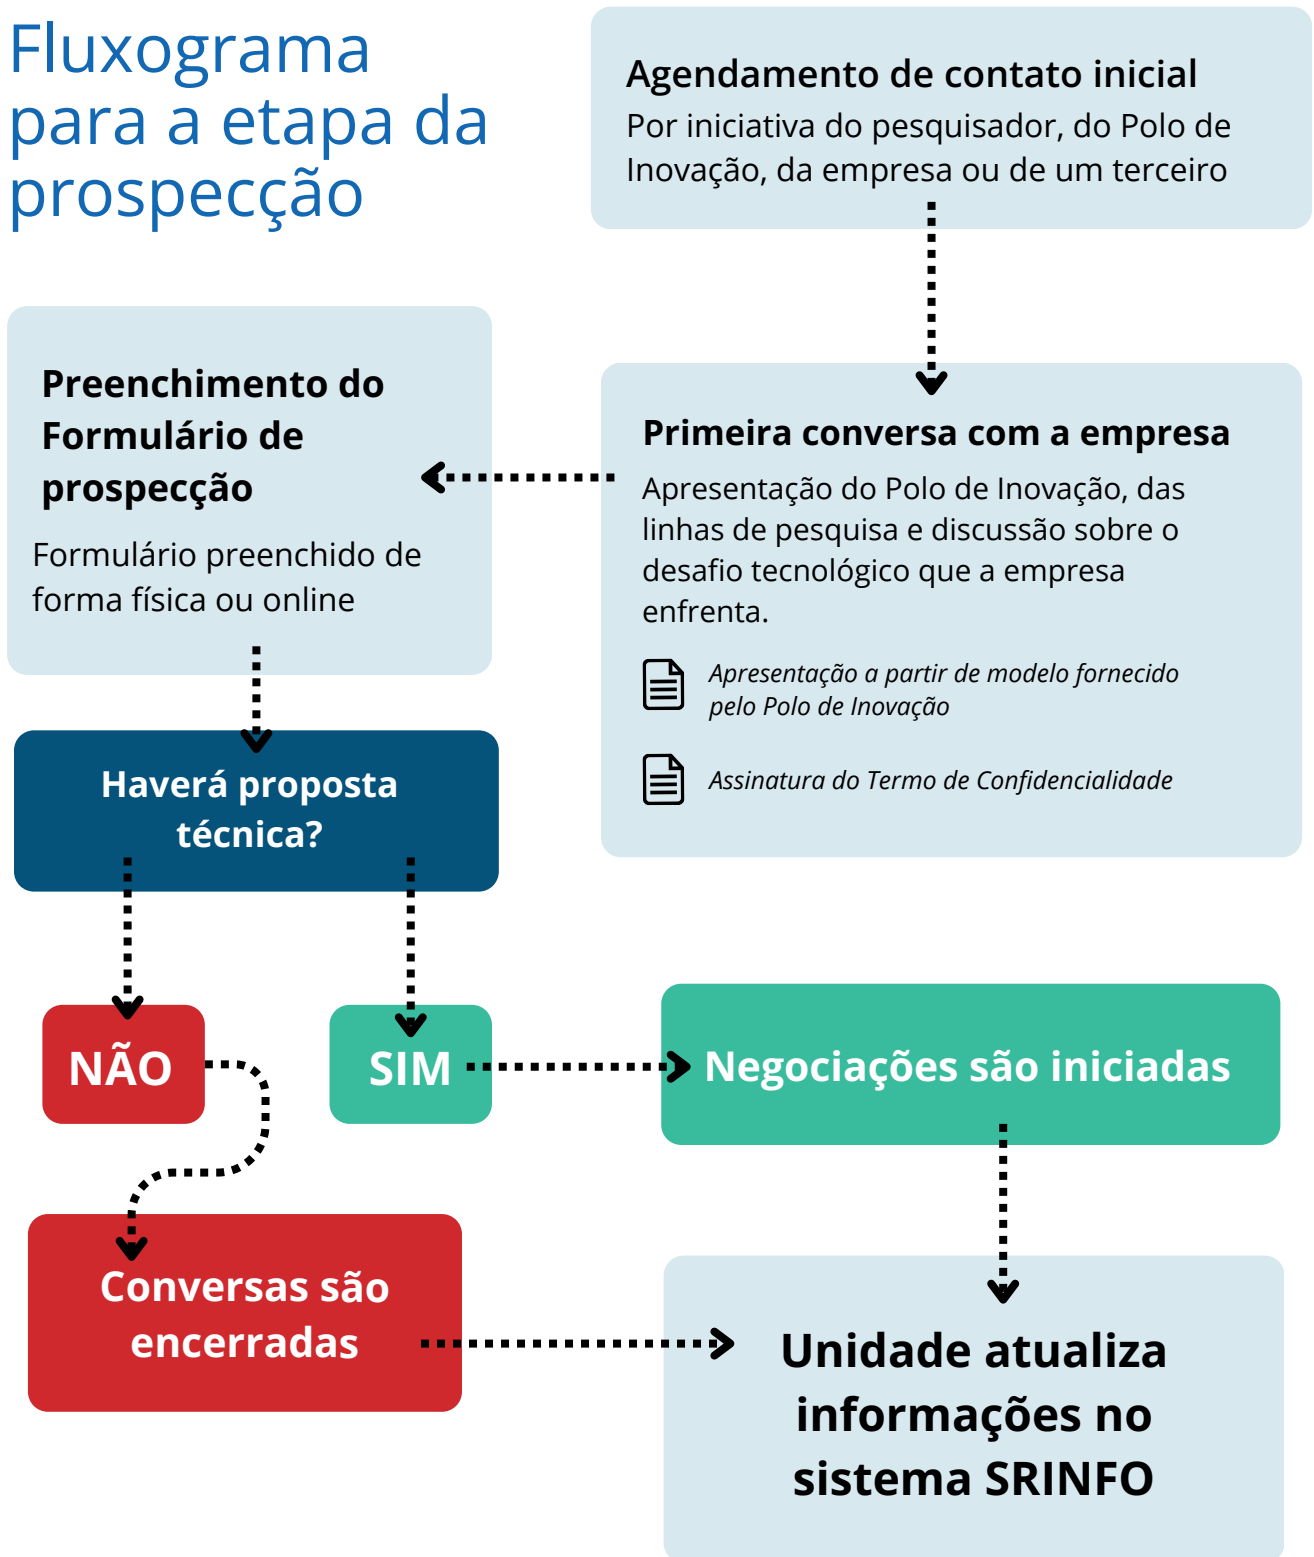 Fluxograma
para a etapa da
prospecção
Agendamento de contato inicial
Por iniciativa do pesquisador, do Polo de
Inovação, da empresa ou de um terceiro
Primeira conversa com a empresa
Apresentação do Polo de Inovação, das
linhas de pesquisa e discussão sobre o
desafio tecnológico que a empresa
enfrenta.
Apresentação a partir de modelo fornecido
pelo Polo de Inovação
Assinatura do Termo de Confidencialidade
Preenchimento do
Formulário de
prospecção
Formulário preenchido de
forma física ou online
Haverá proposta
técnica?
NÃO
SIM
Negociações são iniciadas
Conversas são
encerradas
Unidade atualiza
informações no
sistema SRINFO